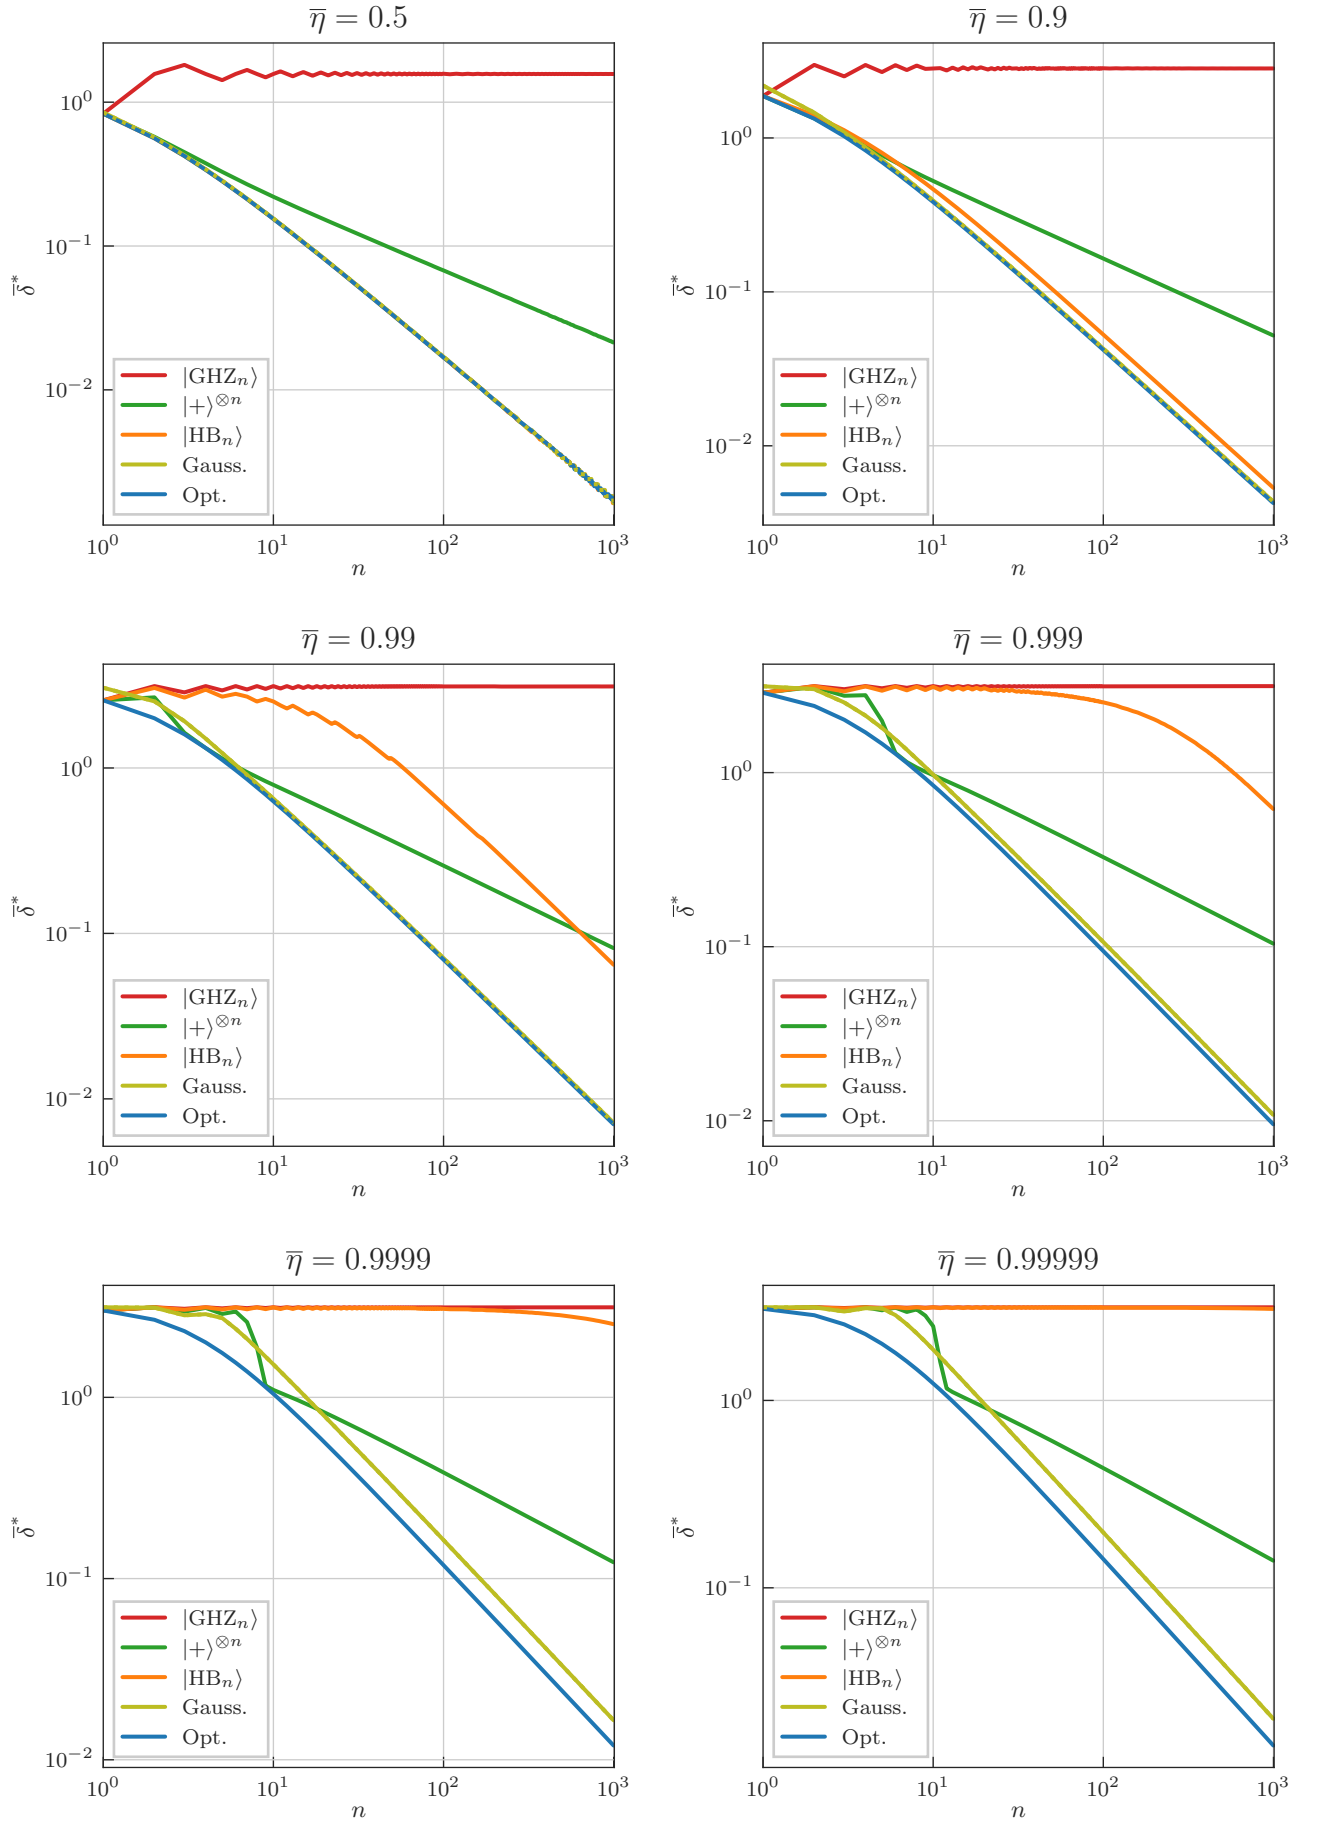 η̅ = 0.5
10⁰
10⁻¹
10⁻²
δ̅*
|GHZₙ⟩
|+⟩^⊗n
|HBₙ⟩
Gauss.
Opt.
10⁰ 10¹ 10² 10³
n
η̅ = 0.9
10⁰
10⁻¹
10⁻²
δ̅*
|GHZₙ⟩
|+⟩^⊗n
|HBₙ⟩
Gauss.
Opt.
10⁰ 10¹ 10² 10³
n
η̅ = 0.99
10⁰
10⁻¹
10⁻²
δ̅*
|GHZₙ⟩
|+⟩^⊗n
|HBₙ⟩
Gauss.
Opt.
10⁰ 10¹ 10² 10³
n
η̅ = 0.999
10⁰
10⁻¹
10⁻²
δ̅*
|GHZₙ⟩
|+⟩^⊗n
|HBₙ⟩
Gauss.
Opt.
10⁰ 10¹ 10² 10³
n
η̅ = 0.9999
10⁰
10⁻¹
10⁻²
δ̅*
|GHZₙ⟩
|+⟩^⊗n
|HBₙ⟩
Gauss.
Opt.
10⁰ 10¹ 10² 10³
n
η̅ = 0.99999
10⁰
10⁻¹
δ̅*
|GHZₙ⟩
|+⟩^⊗n
|HBₙ⟩
Gauss.
Opt.
10⁰ 10¹ 10² 10³
n